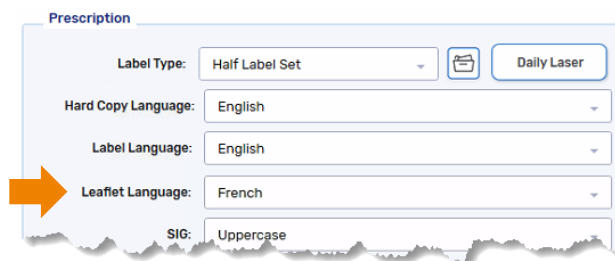 Prescription
Label Type: Half Label Set Daily Laser
Hard Copy Language: English
Label Language: English
Leaflet Language: French
SIG: Uppercase